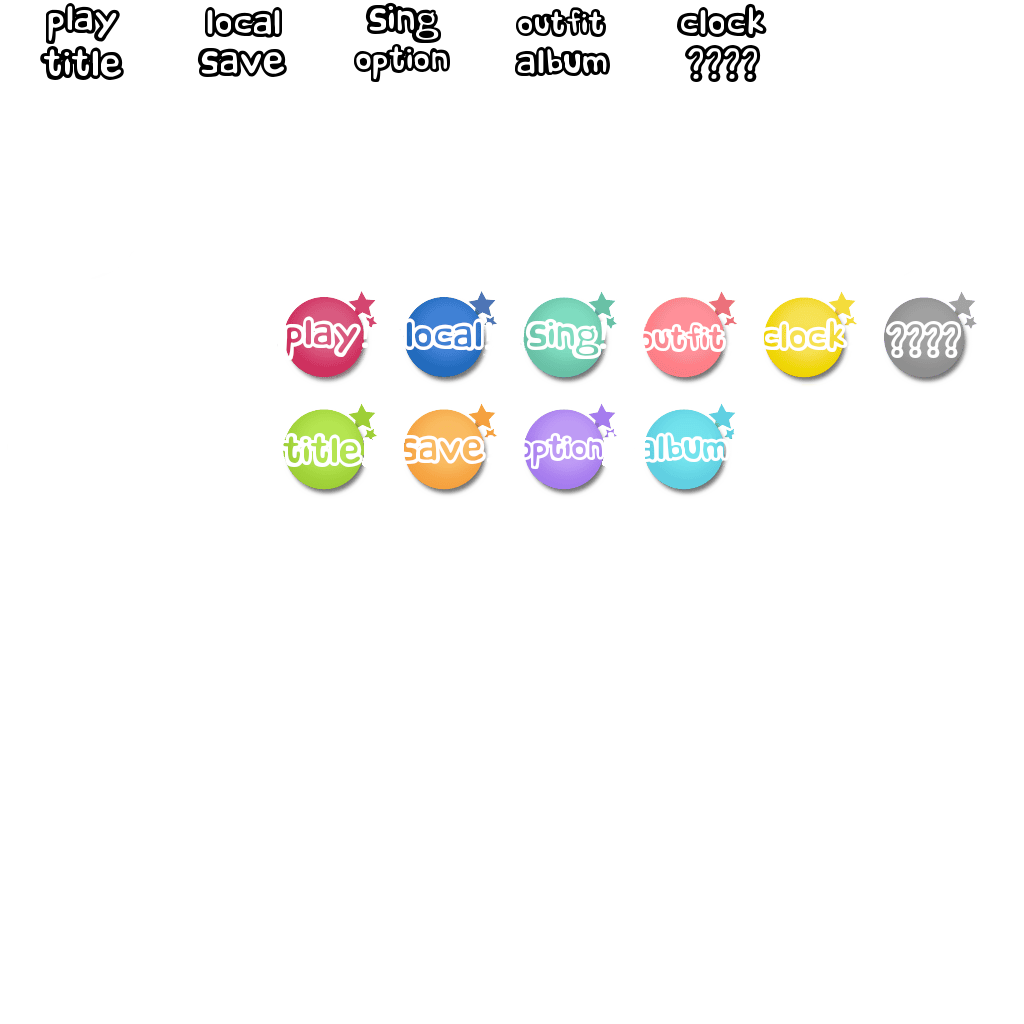 play local Sing outfit clock
title save option album ????
play local Sing outfit clock ????
title save option album